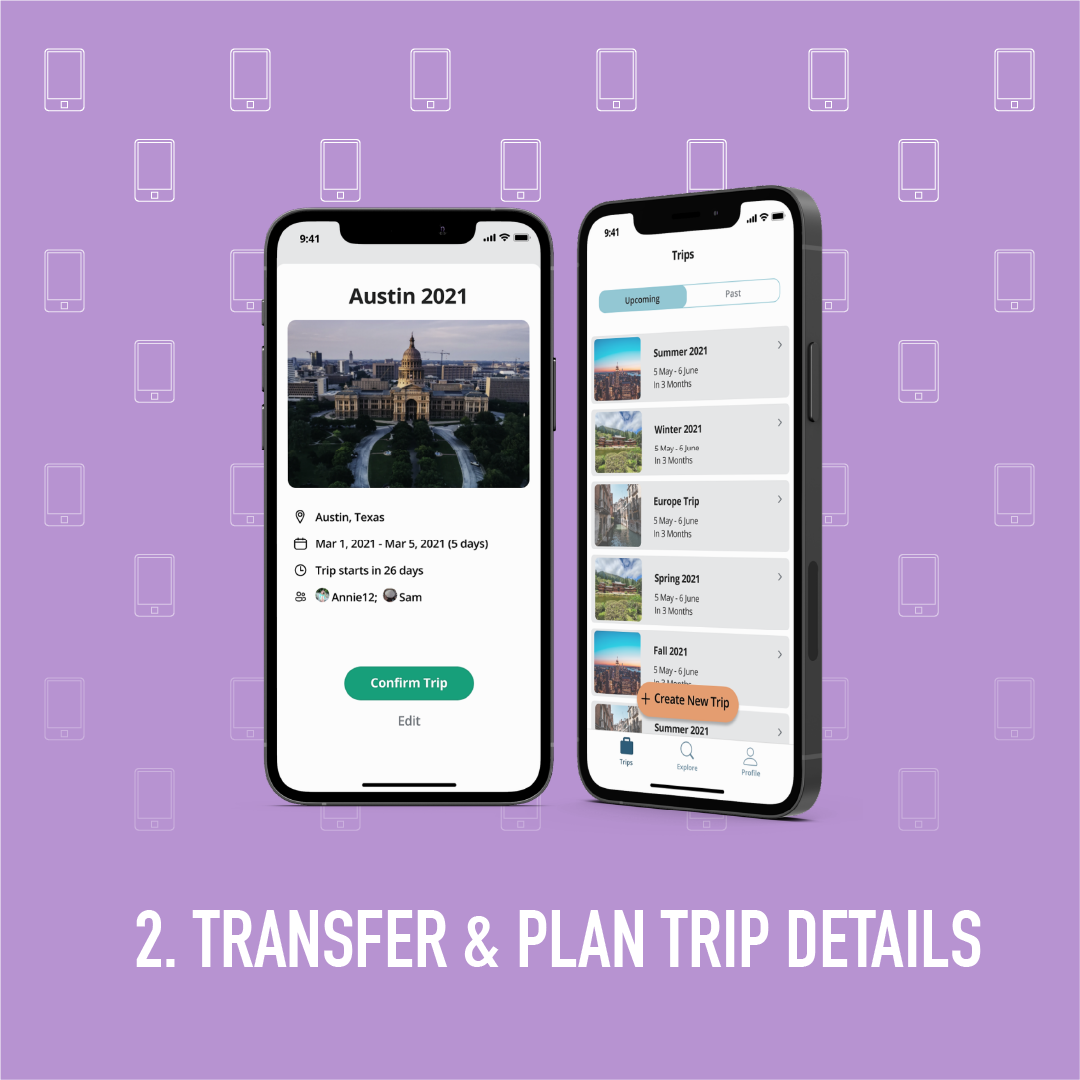 9:41
Austin 2021
Austin, Texas
Mar 1, 2021 - Mar 5, 2021 (5 days)
Trip starts in 26 days
Annie12; Sam
Confirm Trip
Edit
9:41
Trips
Upcoming Past
Summer 2021
5 May - 6 June
In 3 Months
Winter 2021
5 May - 6 June
In 3 Months
Europe Trip
5 May - 6 June
In 3 Months
Spring 2021
5 May - 6 June
In 3 Months
Fall 2021
5 May - 6 June
In 3 Months
+ Create New Trip
Summer 2021
Trips Explore Profile
2. TRANSFER & PLAN TRIP DETAILS